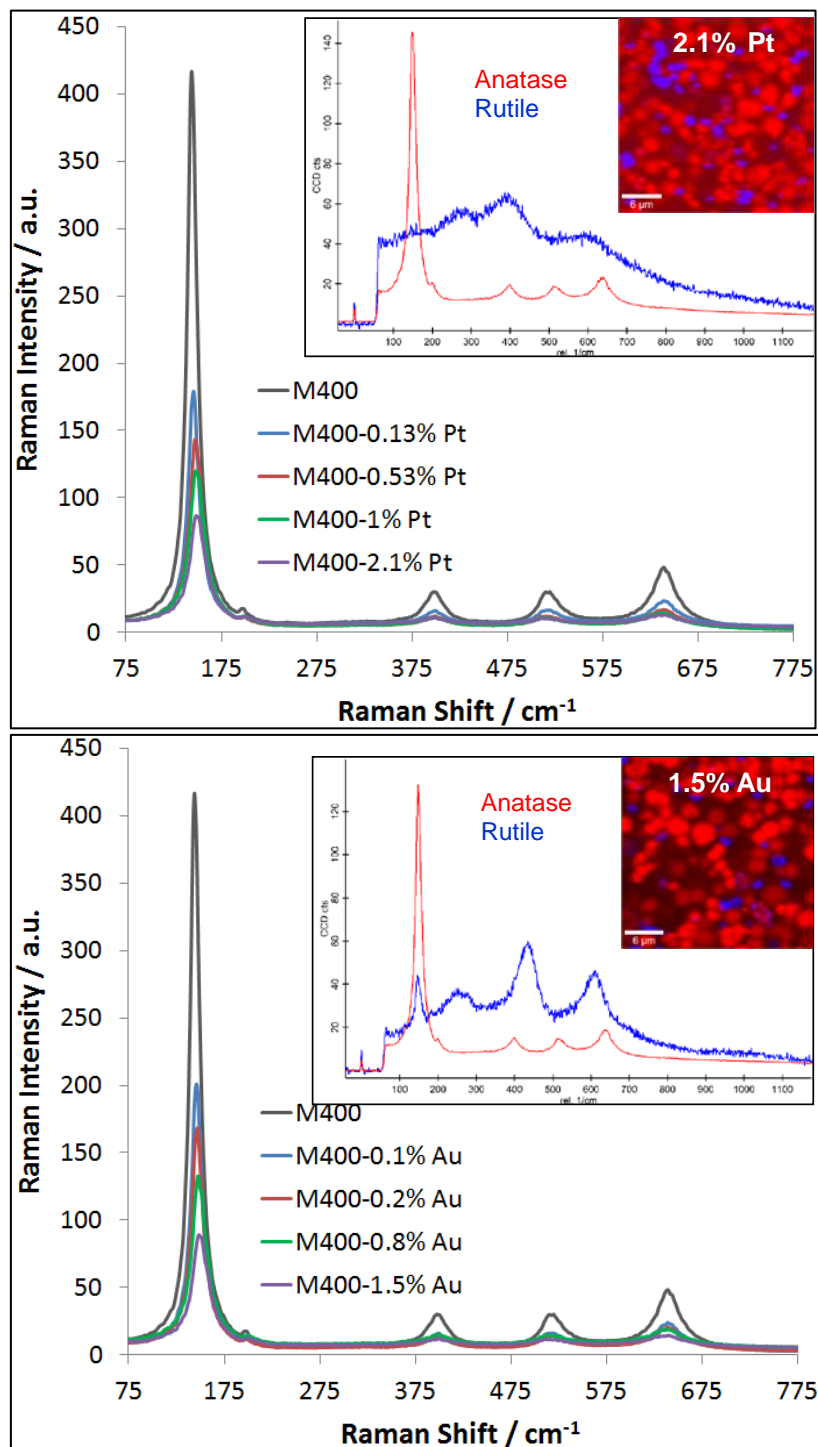 450
400
350
300
250
200
150
100
50
0
Raman Intensity / a.u.
75 175 275 375 475 575 675 775
Raman Shift / cm-1
140
120
100
80
60
40
20
CCD cts
100 200 300 400 500 600 700 800 900 1000 1100
rel. 1/cm
Anatase
Rutile
2.1% Pt
6 µm
M400
M400-0.13% Pt
M400-0.53% Pt
M400-1% Pt
M400-2.1% Pt
450
400
350
300
250
200
150
100
50
0
Raman Intensity / a.u.
75 175 275 375 475 575 675 775
Raman Shift / cm-1
120
100
80
60
40
20
CCD cts
100 200 300 400 500 600 700 800 900 1000 1100
rel. 1/cm
Anatase
Rutile
1.5% Au
6 µm
M400
M400-0.1% Au
M400-0.2% Au
M400-0.8% Au
M400-1.5% Au